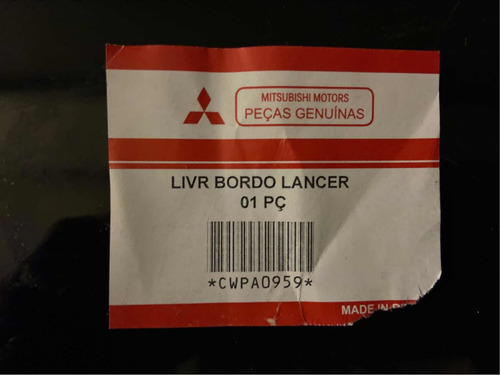 MITSUBISHI MOTORS
PEÇAS GENUÍNAS
LIVR BORDO LANCER
01 PÇ
*CWPA0959*
MADE IN